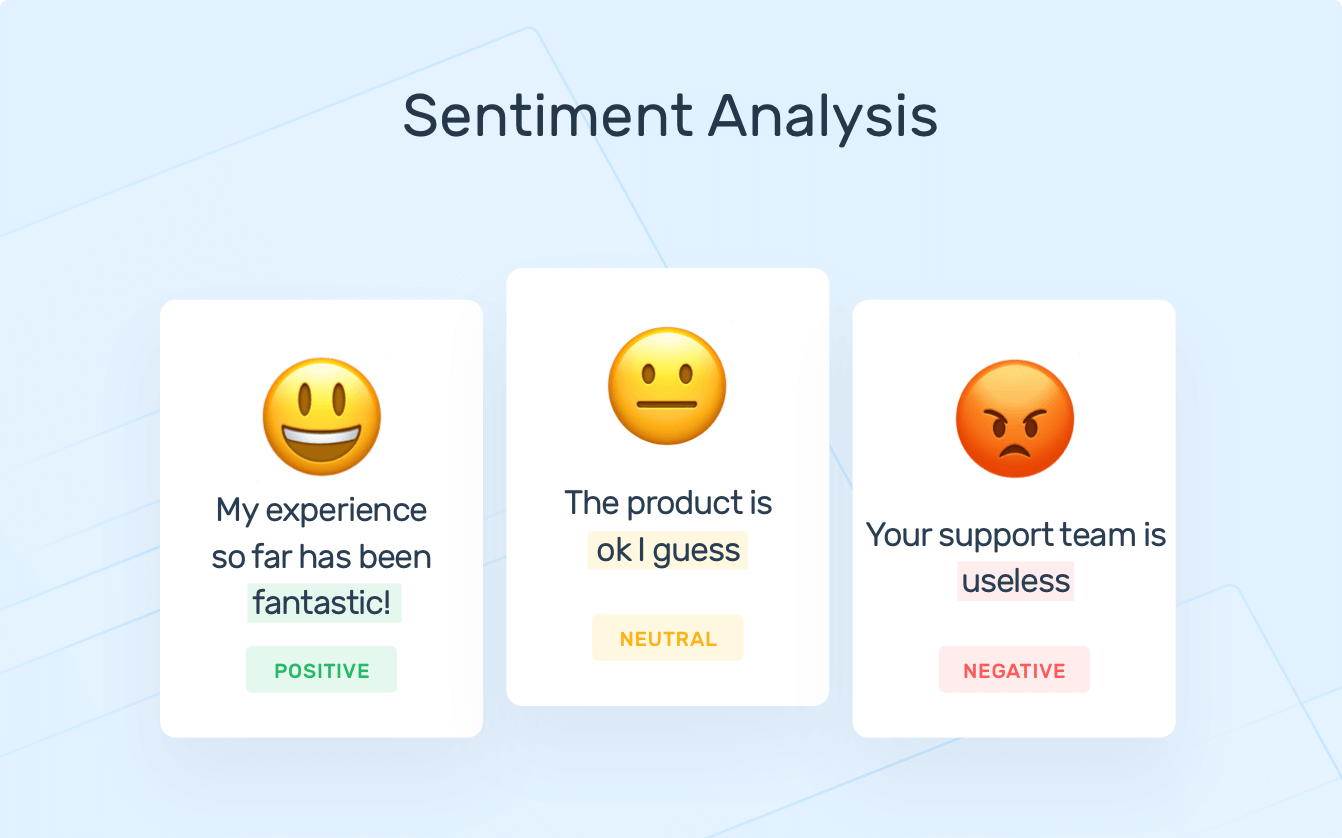 Sentiment Analysis
My experience
so far has been
fantastic!
POSITIVE
The product is
ok I guess
NEUTRAL
Your support team is
useless
NEGATIVE